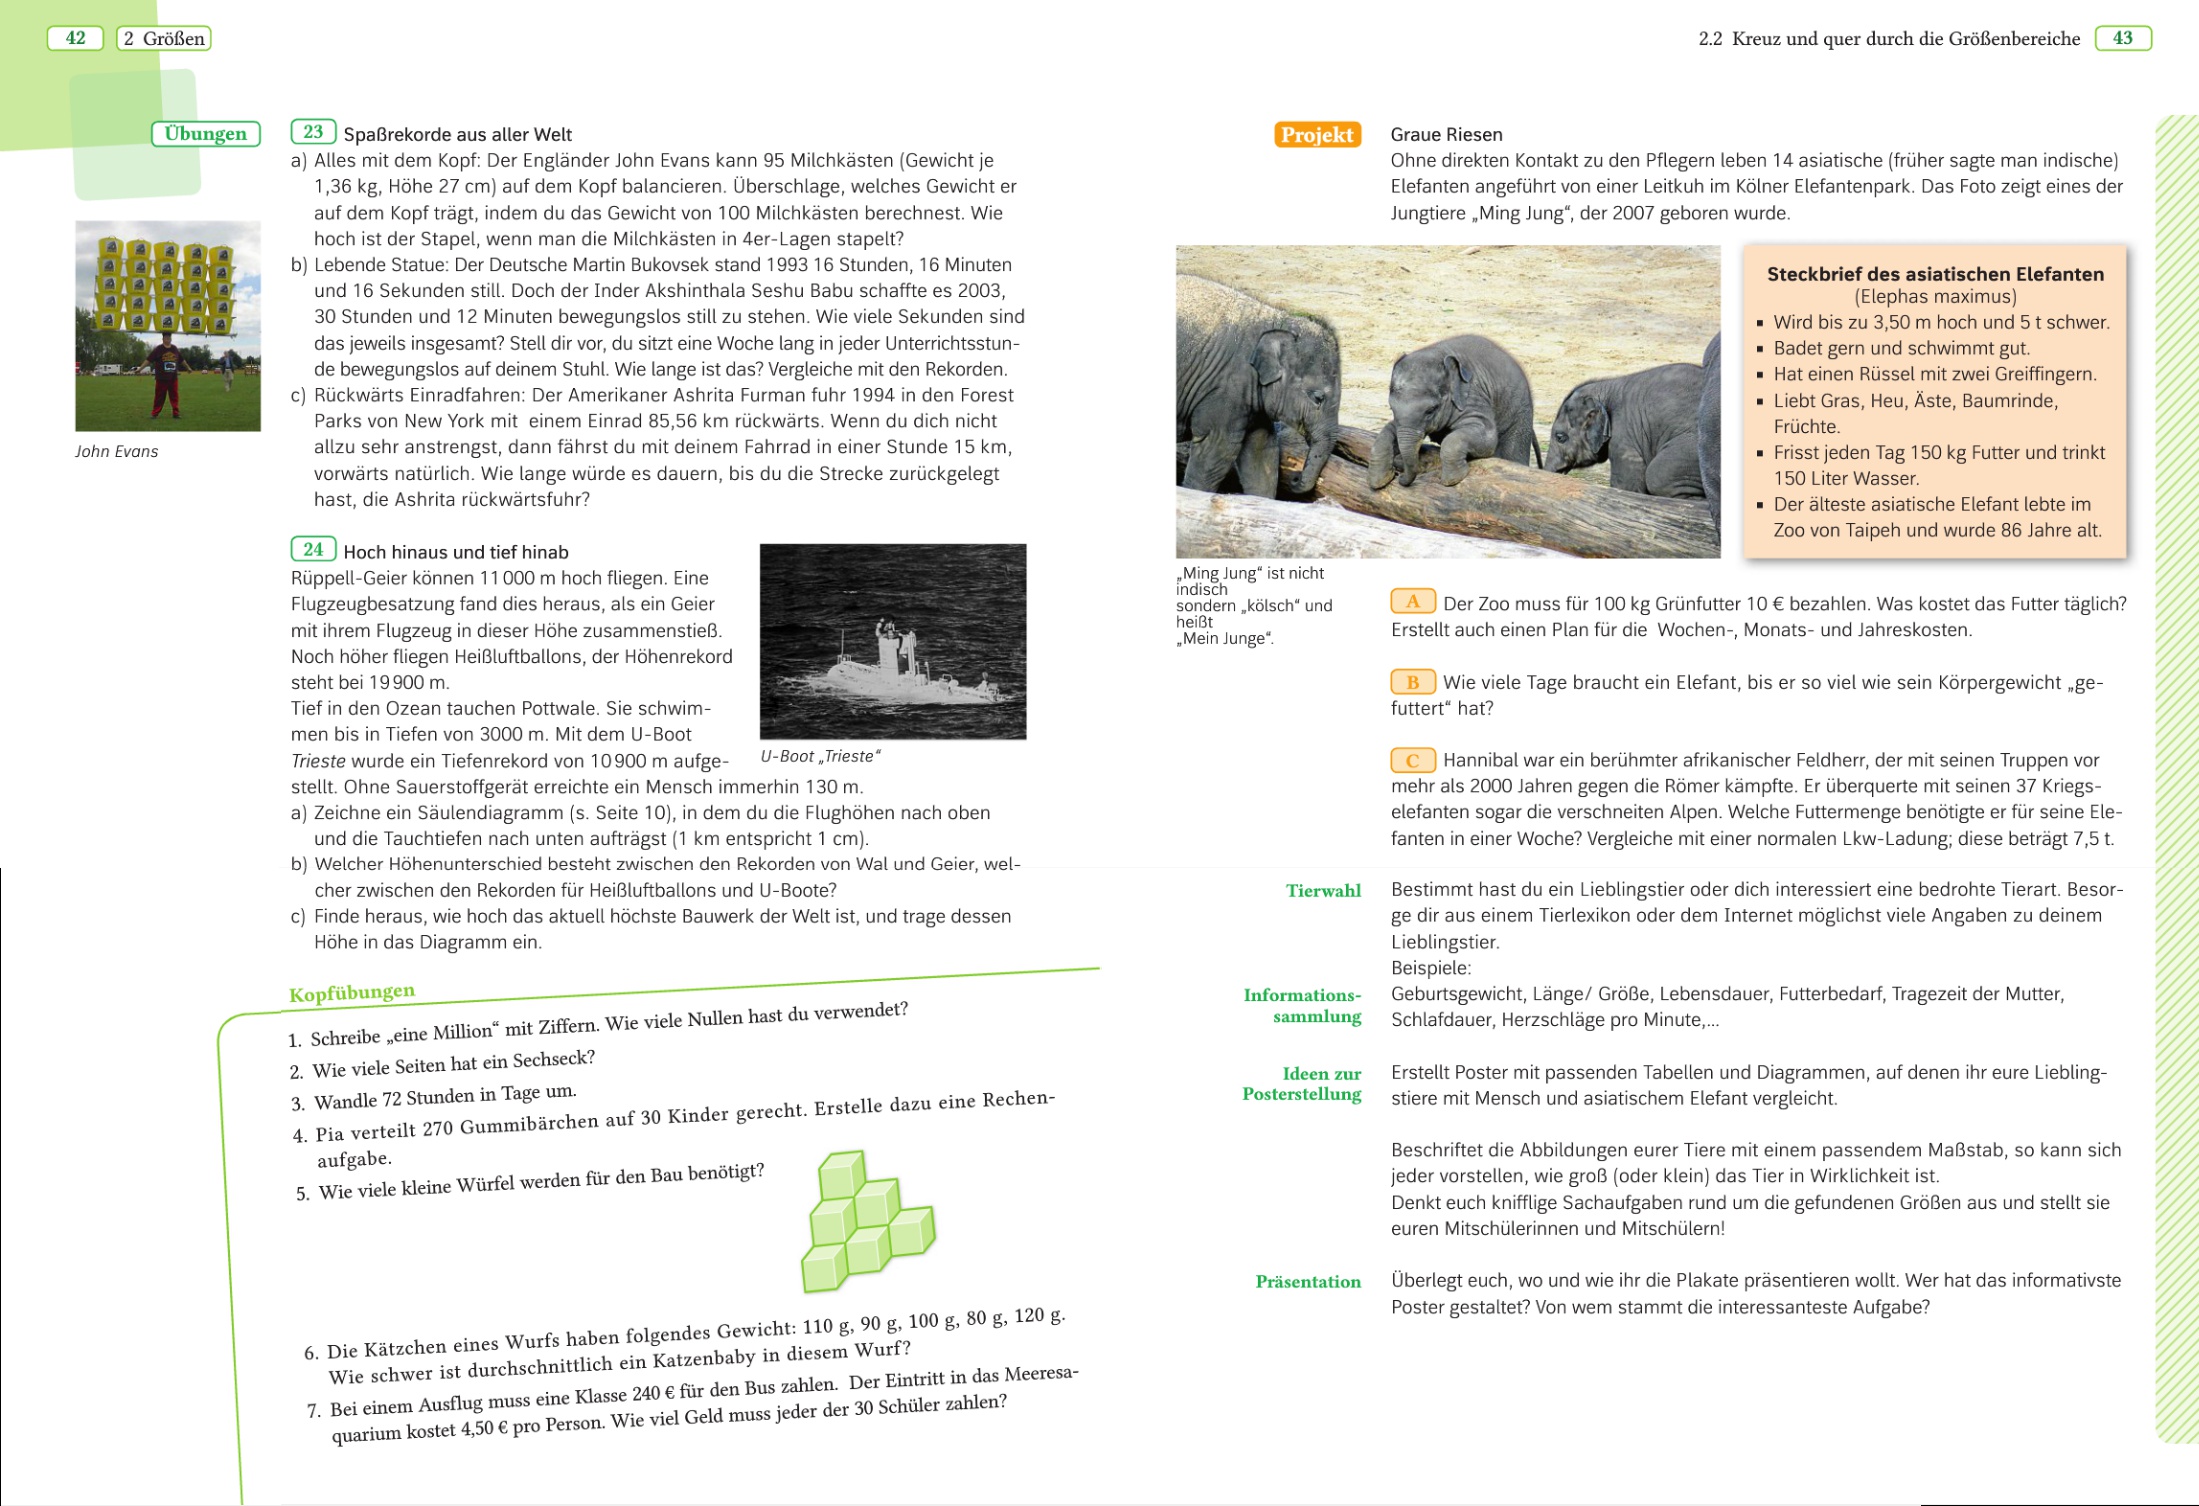 42
2 Größen
Übungen
23 Spaßrekorde aus aller Welt
a) Alles mit dem Kopf: Der Engländer John Evans kann 95 Milchkästen (Gewicht je
1,36 kg, Höhe 27 cm) auf dem Kopf balancieren. Überschlage, welches Gewicht er
auf dem Kopf trägt, indem du das Gewicht von 100 Milchkästen berechnest. Wie
hoch ist der Stapel, wenn man die Milchkästen in 4er-Lagen stapelt?
b) Lebende Statue: Der Deutsche Martin Bukovsek stand 1993 16 Stunden, 16 Minuten
und 16 Sekunden still. Doch der Inder Akshinthala Seshu Babu schaffte es 2003,
30 Stunden und 12 Minuten bewegungslos still zu stehen. Wie viele Sekunden sind
das jeweils insgesamt? Stell dir vor, du sitzt eine Woche lang in jeder Unterrichtsstun-
de bewegungslos auf deinem Stuhl. Wie lange ist das? Vergleiche mit den Rekorden.
c) Rückwärts Einradfahren: Der Amerikaner Ashrita Furman fuhr 1994 in den Forest
Parks von New York mit einem Einrad 85,56 km rückwärts. Wenn du dich nicht
allzu sehr anstrengst, dann fährst du mit deinem Fahrrad in einer Stunde 15 km,
vorwärts natürlich. Wie lange würde es dauern, bis du die Strecke zurückgelegt
hast, die Ashrita rückwärtsfuhr?
John Evans
24 Hoch hinaus und tief hinab
Rüppell-Geier können 11 000 m hoch fliegen. Eine
Flugzeugbesatzung fand dies heraus, als ein Geier
mit ihrem Flugzeug in dieser Höhe zusammenstieß.
Noch höher fliegen Heißluftballons, der Höhenrekord
steht bei 19 900 m.
Tief in den Ozean tauchen Pottwale. Sie schwim-
men bis in Tiefen von 3000 m. Mit dem U-Boot
Trieste wurde ein Tiefenrekord von 10 900 m aufge-
stellt. Ohne Sauerstoffgerät erreichte ein Mensch immerhin 130 m.
U-Boot „Trieste“
a) Zeichne ein Säulendiagramm (s. Seite 10), in dem du die Flughöhen nach oben
und die Tauchtiefen nach unten aufträgst (1 km entspricht 1 cm).
b) Welcher Höhenunterschied besteht zwischen den Rekorden von Wal und Geier, wel-
cher zwischen den Rekorden für Heißluftballons und U-Boote?
c) Finde heraus, wie hoch das aktuell höchste Bauwerk der Welt ist, und trage dessen
Höhe in das Diagramm ein.
Kopfübungen
1. Schreibe „eine Million“ mit Ziffern. Wie viele Nullen hast du verwendet?
2. Wie viele Seiten hat ein Sechseck?
3. Wandle 72 Stunden in Tage um.
4. Pia verteilt 270 Gummibärchen auf 30 Kinder gerecht. Erstelle dazu eine Rechen-
aufgabe.
5. Wie viele kleine Würfel werden für den Bau benötigt?
6. Die Kätzchen eines Wurfs haben folgendes Gewicht: 110 g, 90 g, 100 g, 80 g, 120 g.
Wie schwer ist durchschnittlich ein Katzenbaby in diesem Wurf?
7. Bei einem Ausflug muss eine Klasse 240 € für den Bus zahlen. Der Eintritt in das Meeresa-
quarium kostet 4,50 € pro Person. Wie viel Geld muss jeder der 30 Schüler zahlen?
2.2 Kreuz und quer durch die Größenbereiche
43
Projekt
Graue Riesen
Ohne direkten Kontakt zu den Pflegern leben 14 asiatische (früher sagte man indische)
Elefanten angeführt von einer Leitkuh im Kölner Elefantenpark. Das Foto zeigt eines der
Jungtiere „Ming Jung“, der 2007 geboren wurde.
Steckbrief des asiatischen Elefanten
(Elephas maximus)
▪ Wird bis zu 3,50 m hoch und 5 t schwer.
▪ Badet gern und schwimmt gut.
▪ Hat einen Rüssel mit zwei Greiffingern.
▪ Liebt Gras, Heu, Äste, Baumrinde,
Früchte.
▪ Frisst jeden Tag 150 kg Futter und trinkt
150 Liter Wasser.
▪ Der älteste asiatische Elefant lebte im
Zoo von Taipeh und wurde 86 Jahre alt.
„Ming Jung“ ist nicht
indisch
sondern „kölsch“ und
heißt
„Mein Junge“.
A Der Zoo muss für 100 kg Grünfutter 10 € bezahlen. Was kostet das Futter täglich?
Erstellt auch einen Plan für die Wochen-, Monats- und Jahreskosten.
B Wie viele Tage braucht ein Elefant, bis er so viel wie sein Körpergewicht „ge-
futtert“ hat?
C Hannibal war ein berühmter afrikanischer Feldherr, der mit seinen Truppen vor
mehr als 2000 Jahren gegen die Römer kämpfte. Er überquerte mit seinen 37 Kriegs-
elefanten sogar die verschneiten Alpen. Welche Futtermenge benötigte er für seine Ele-
fanten in einer Woche? Vergleiche mit einer normalen Lkw-Ladung; diese beträgt 7,5 t.
Tierwahl
Bestimmt hast du ein Lieblingstier oder dich interessiert eine bedrohte Tierart. Besor-
ge dir aus einem Tierlexikon oder dem Internet möglichst viele Angaben zu deinem
Lieblingstier.
Beispiele:
Informations-
sammlung
Geburtsgewicht, Länge/ Größe, Lebensdauer, Futterbedarf, Tragezeit der Mutter,
Schlafdauer, Herzschläge pro Minute,...
Ideen zur
Posterstellung
Erstellt Poster mit passenden Tabellen und Diagrammen, auf denen ihr eure Liebling-
stiere mit Mensch und asiatischem Elefant vergleicht.
Beschriftet die Abbildungen eurer Tiere mit einem passendem Maßstab, so kann sich
jeder vorstellen, wie groß (oder klein) das Tier in Wirklichkeit ist.
Denkt euch knifflige Sachaufgaben rund um die gefundenen Größen aus und stellt sie
euren Mitschülerinnen und Mitschülern!
Präsentation
Überlegt euch, wo und wie ihr die Plakate präsentieren wollt. Wer hat das informativste
Poster gestaltet? Von wem stammt die interessanteste Aufgabe?